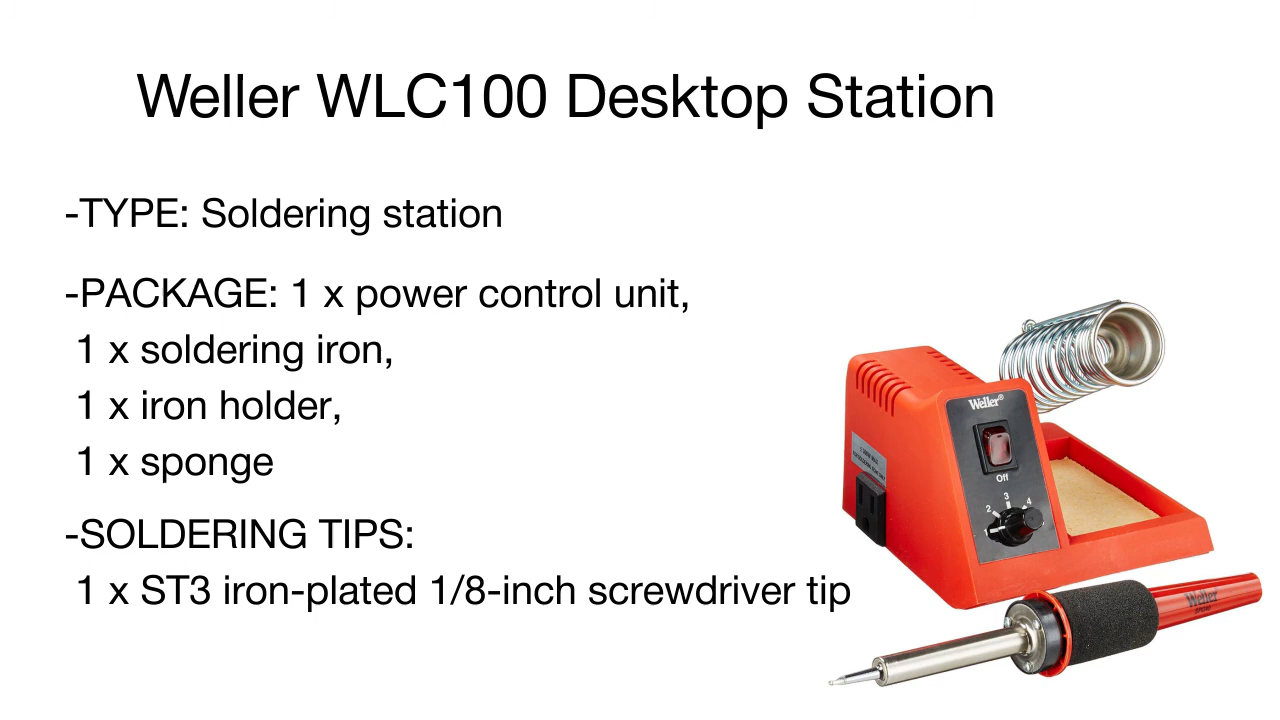 Weller WLC100 Desktop Station
-TYPE: Soldering station
-PACKAGE: 1 x power control unit,
1 x soldering iron,
1 x iron holder,
1 x sponge
-SOLDERING TIPS:
1 x ST3 iron-plated 1/8-inch screwdriver tip
Weller®
Off
1 2 3 4
Weller